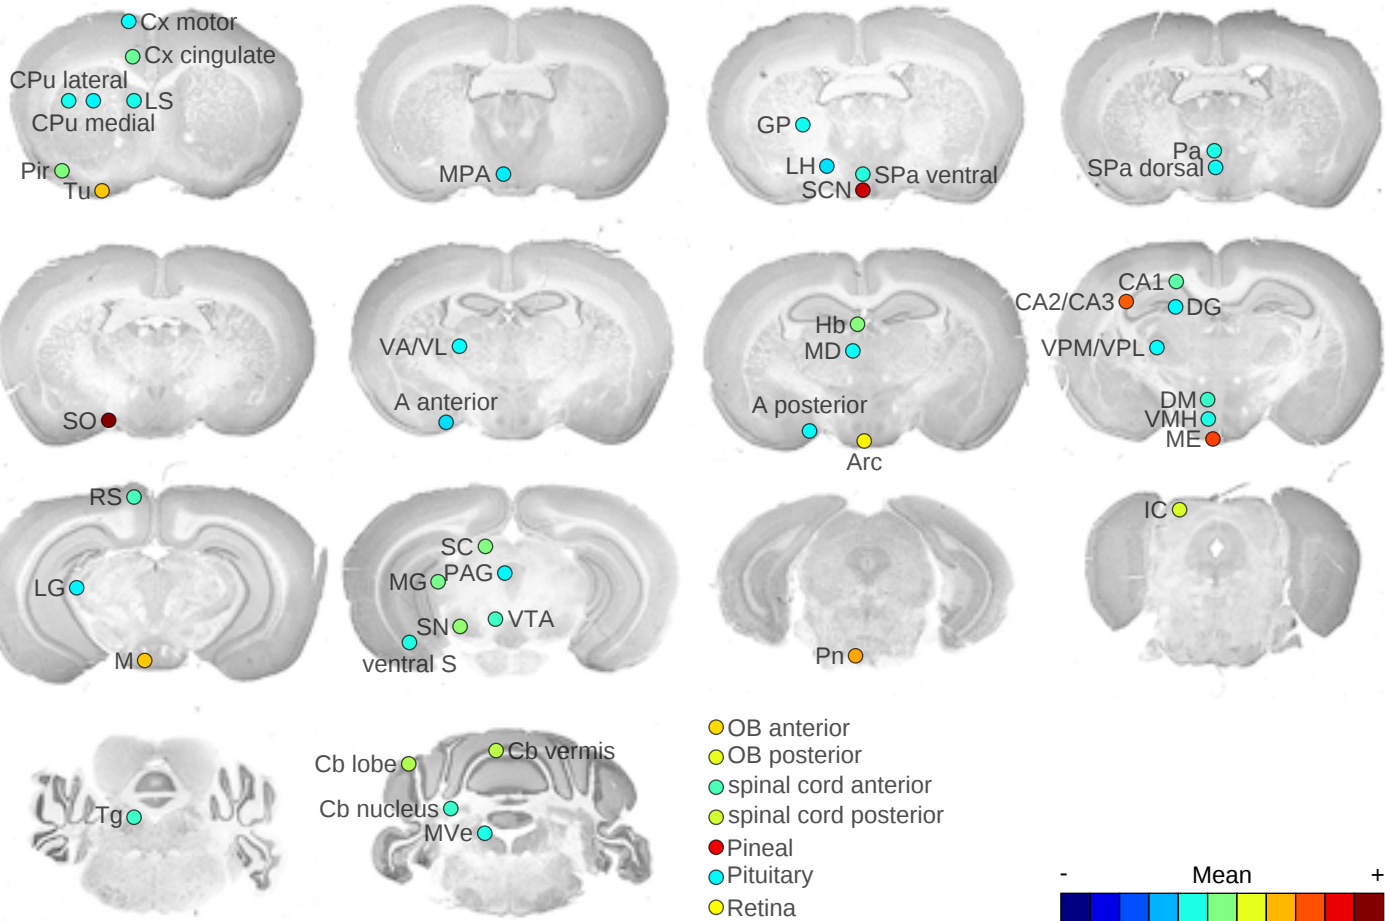 Cx motor
Cx cingulate
CPu lateral
LS
CPu medial
Pir
Tu
MPA
GP
LH
SPa ventral
SCN
Pa
SPa dorsal
SO
VA/VL
A anterior
Hb
MD
A posterior
Arc
CA1
CA2/CA3
DG
VPM/VPL
DM
VMH
ME
RS
LG
M
SC
MG
PAG
SN
VTA
ventral S
Pn
IC
Tg
Cb lobe
Cb vermis
Cb nucleus
MVe
OB anterior
OB posterior
spinal cord anterior
spinal cord posterior
Pineal
Pituitary
Retina
- Mean +